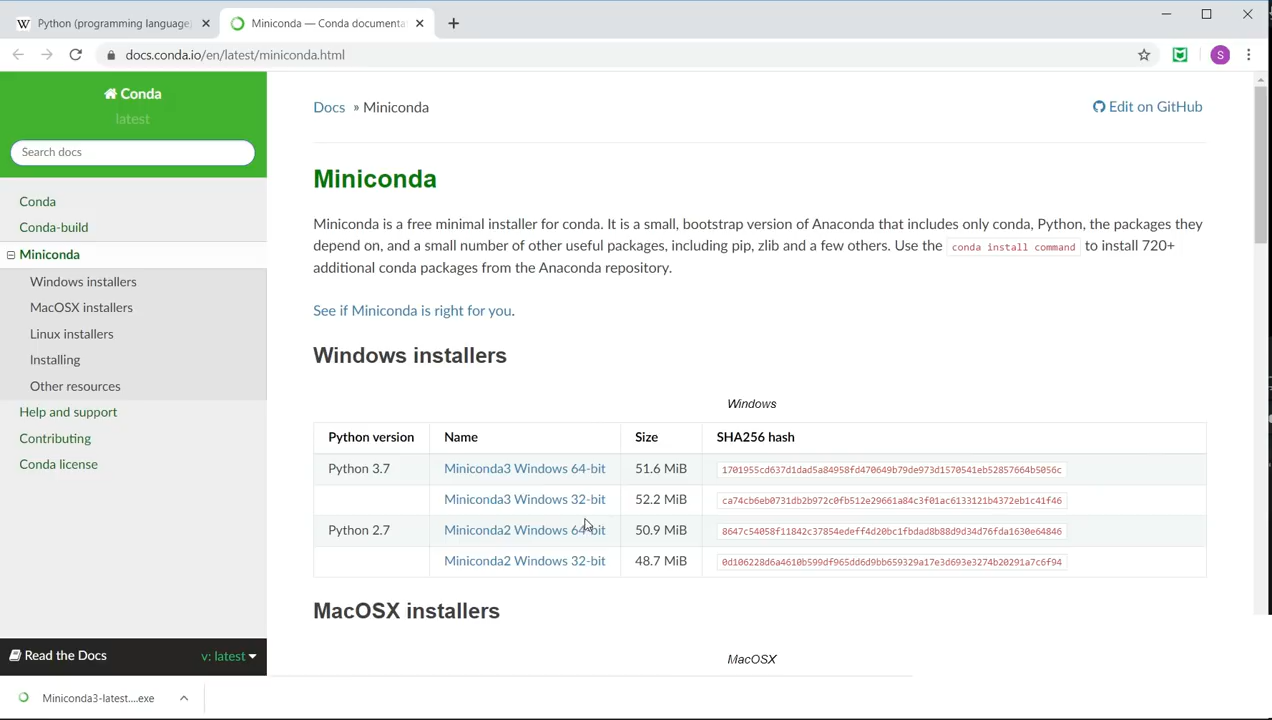 W Python (programming language)
Miniconda — Conda documenta
docs.conda.io/en/latest/miniconda.html
S
Conda
latest
Search docs
Conda
Conda-build
Miniconda
Windows installers
MacOSX installers
Linux installers
Installing
Other resources
Help and support
Contributing
Conda license
Read the Docs
v: latest
Docs » Miniconda
Edit on GitHub
Miniconda
Miniconda is a free minimal installer for conda. It is a small, bootstrap version of Anaconda that includes only conda, Python, the packages they
depend on, and a small number of other useful packages, including pip, zlib and a few others. Use the conda install command to install 720+
additional conda packages from the Anaconda repository.
See if Miniconda is right for you.
Windows installers
Windows
Python version Name Size SHA256 hash
Python 3.7 Miniconda3 Windows 64-bit 51.6 MiB 1701955cd637d1dad5a84958fd470649b79de973d1570541eb52857664b5056c
Miniconda3 Windows 32-bit 52.2 MiB ca74cb6eb0731db2b972c0fb512e29661a84c3f01ac6133121b4372eb1c41f46
Python 2.7 Miniconda2 Windows 64-bit 50.9 MiB 8647c54058f11842c37854edeff4d20bc1fbdad8b88d9d34d76fda1630e64846
Miniconda2 Windows 32-bit 48.7 MiB 0d106228d6a4610b599df965dd6d9bb659329a17e3d693e3274b20291a7c6f94
MacOSX installers
MacOSX
Miniconda3-latest....exe